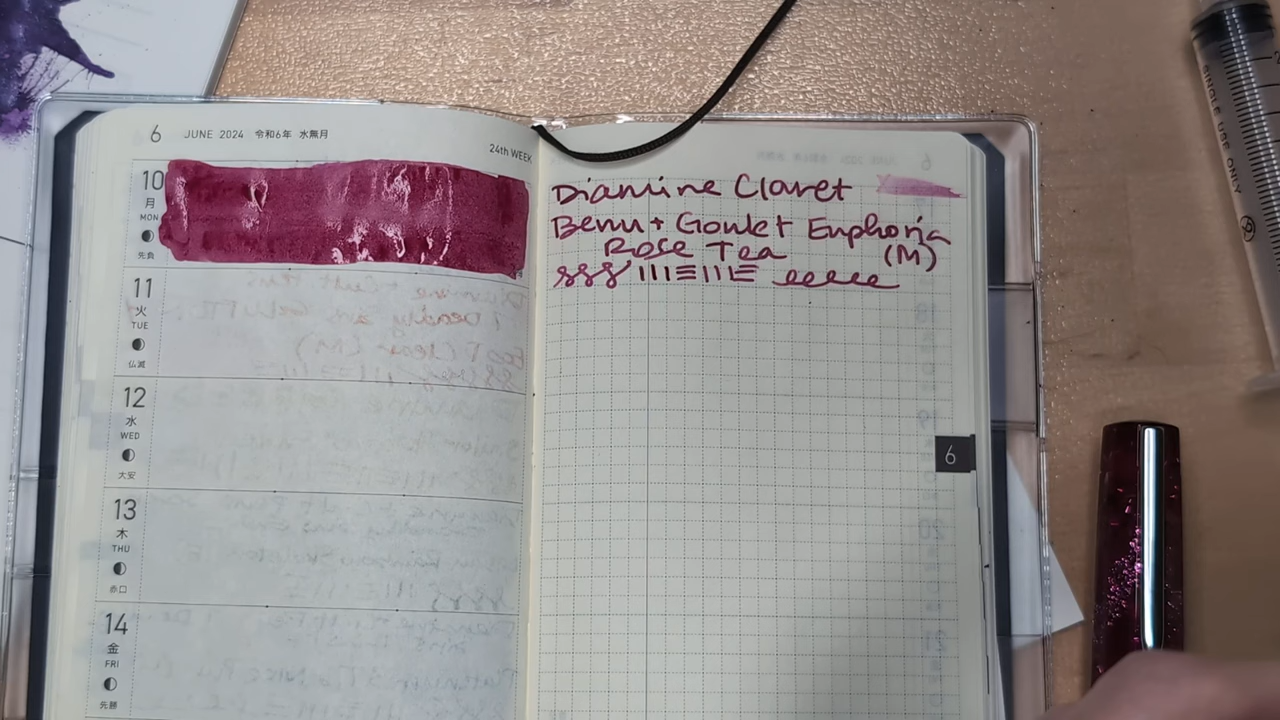 6 JUNE 2024 令和6年 水無月
24th WEEK
10
月
MON
先負
11
火
TUE
仏滅
12
水
WED
大安
13
木
THU
赤口
14
金
FRI
先勝
Diamine Claret
Benu + Goulet Euphoria
Rose Tea (M)
6
SINGLE USE ONLY